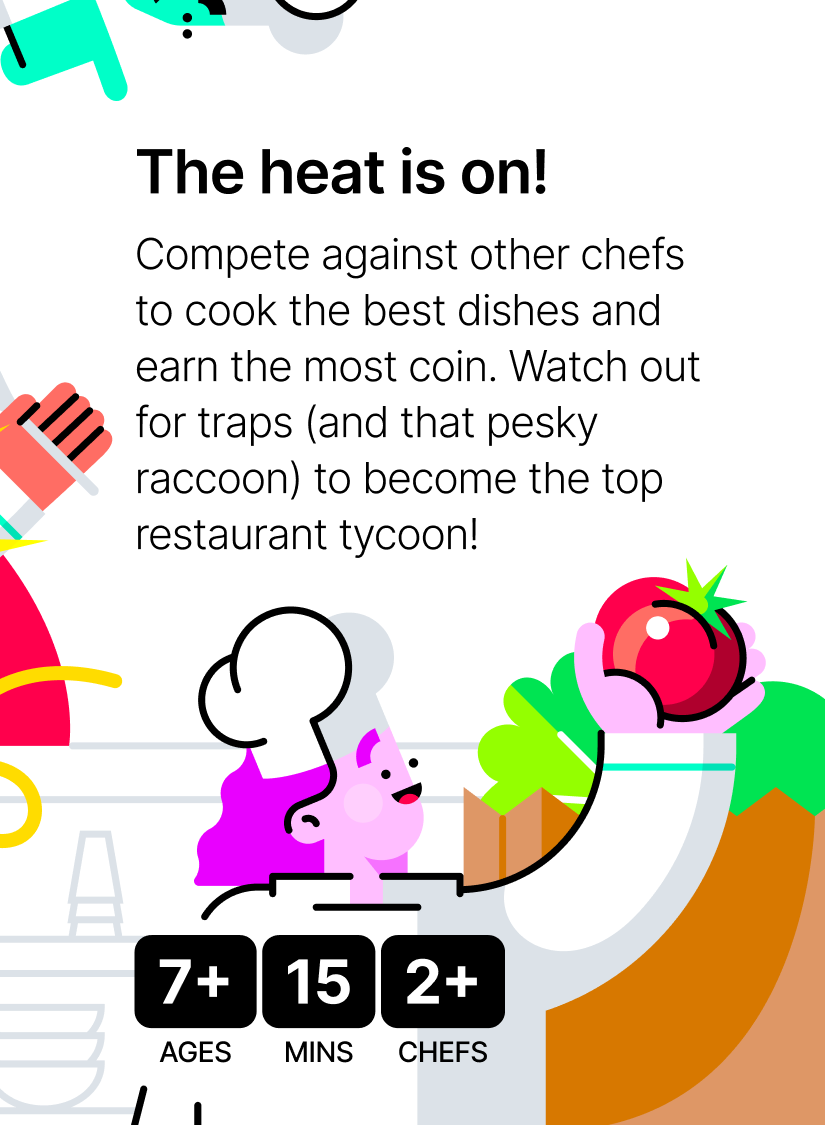 The heat is on!
Compete against other chefs
to cook the best dishes and
earn the most coin. Watch out
for traps (and that pesky
raccoon) to become the top
restaurant tycoon!
7+ 15 2+
AGES MINS CHEFS